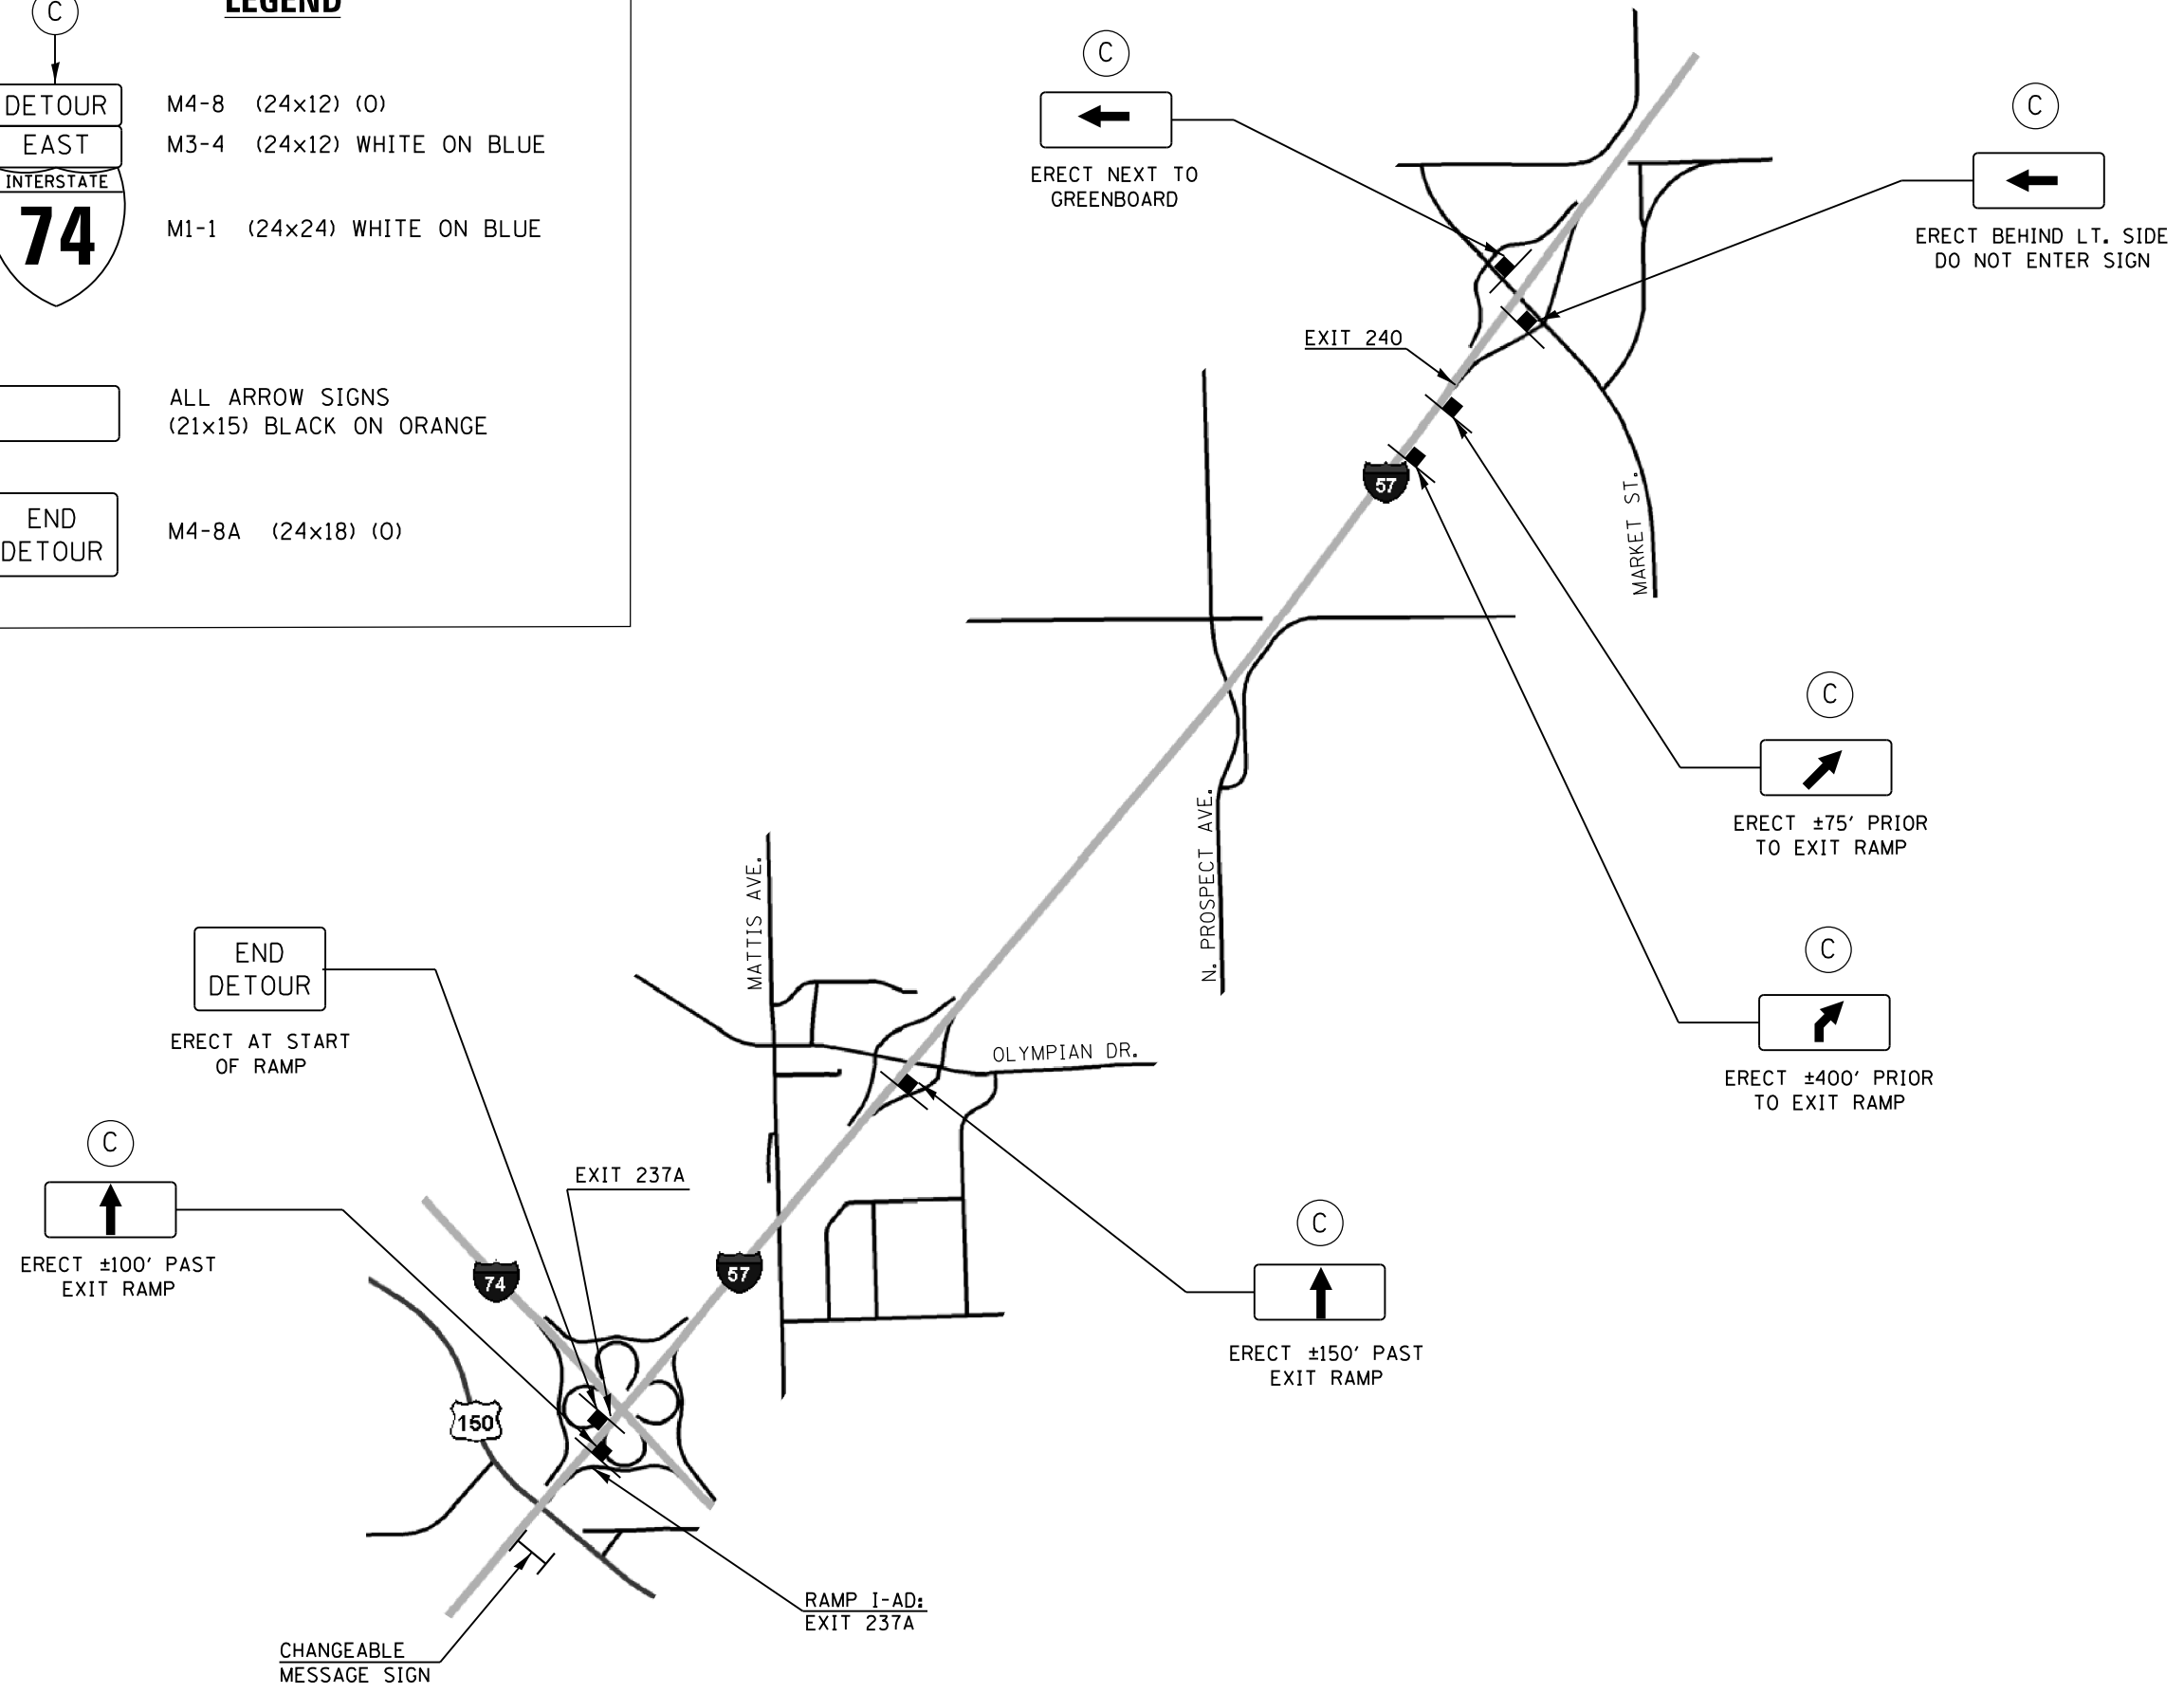 LEGEND
C
DETOUR
EAST
INTERSTATE
74
M4-8 (24x12) (O)
M3-4 (24x12) WHITE ON BLUE
M1-1 (24x24) WHITE ON BLUE
ALL ARROW SIGNS
(21x15) BLACK ON ORANGE
END
DETOUR
M4-8A (24x18) (O)
C
ERECT NEXT TO
GREENBOARD
C
ERECT BEHIND LT. SIDE
DO NOT ENTER SIGN
EXIT 240
57
MARKET ST.
C
ERECT ±75' PRIOR
TO EXIT RAMP
N. PROSPECT AVE.
MATTIS AVE.
C
ERECT ±400' PRIOR
TO EXIT RAMP
END
DETOUR
ERECT AT START
OF RAMP
OLYMPIAN DR.
C
ERECT ±100' PAST
EXIT RAMP
EXIT 237A
C
ERECT ±150' PAST
EXIT RAMP
74
57
150
RAMP I-AD:
EXIT 237A
CHANGEABLE
MESSAGE SIGN